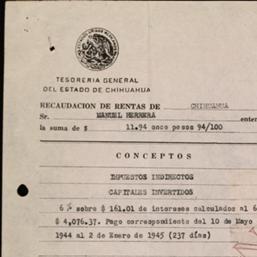 TESORERIA GENERAL
DEL ESTADO DE CHIHUAHUA
RECAUDACION DE RENTAS DE CHIHUAHUA
Sr. MANUEL HERRERA enter
la suma de $ 11.94 once pesos 94/100
CONCEPTOS
IMPUESTOS INDIRECTOS
CAPITALES INVERTIDOS
6% sobre $ 161.01 de intereses calculados al 6
$ 4,076.37. Pago correspondiente del 10 de Mayo
1944 al 2 de Enero de 1945 (237 días)